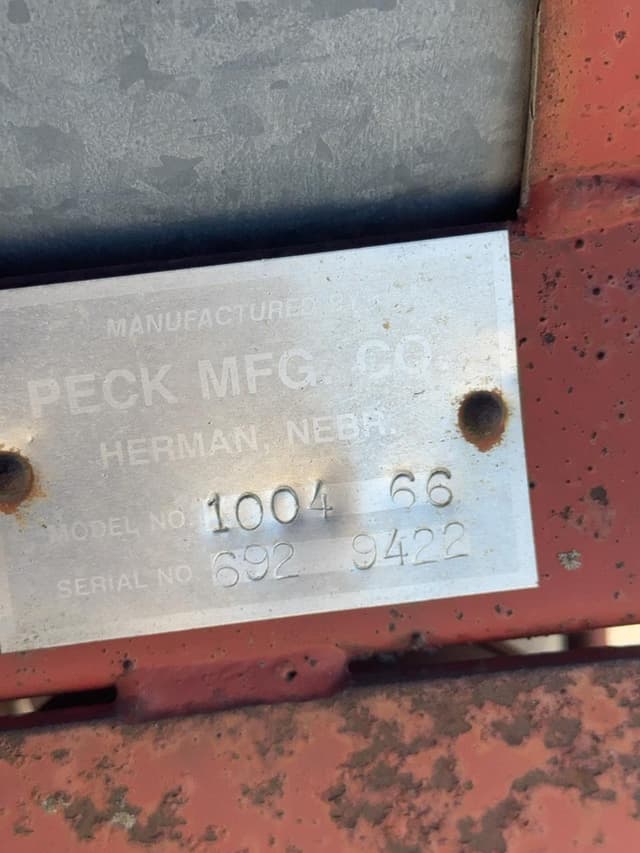 MANUFACTURED BY
PECK MFG. CO.
HERMAN, NEBR.
MODEL NO. 1004 66
SERIAL NO 692 9422